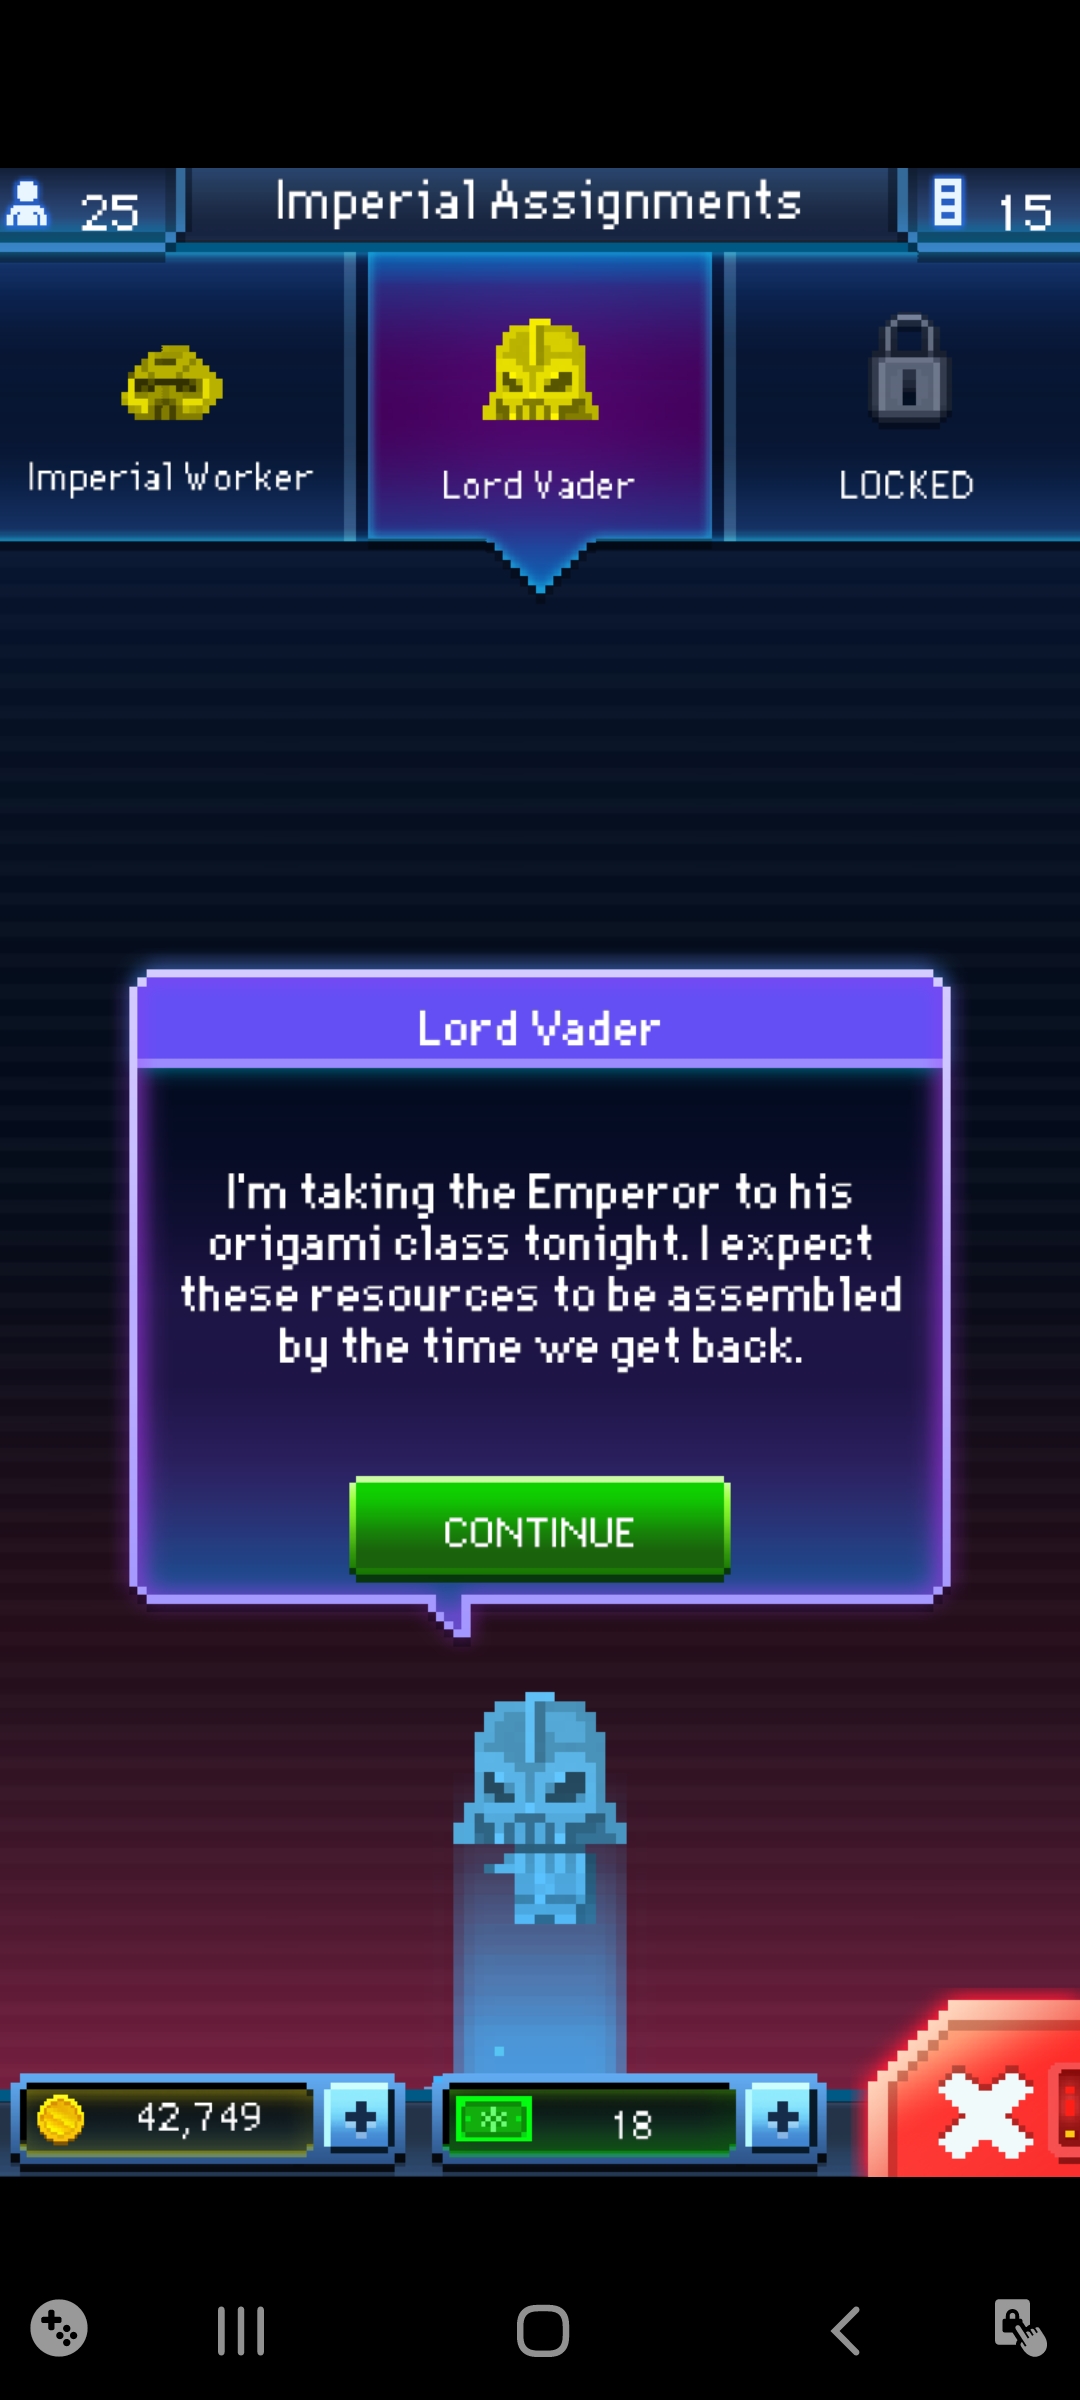 25
Imperial Assignments
15
Imperial Worker
Lord Vader
LOCKED
Lord Vader
I'm taking the Emperor to his
origami class tonight. I expect
these resources to be assembled
by the time we get back.
CONTINUE
42,749
18